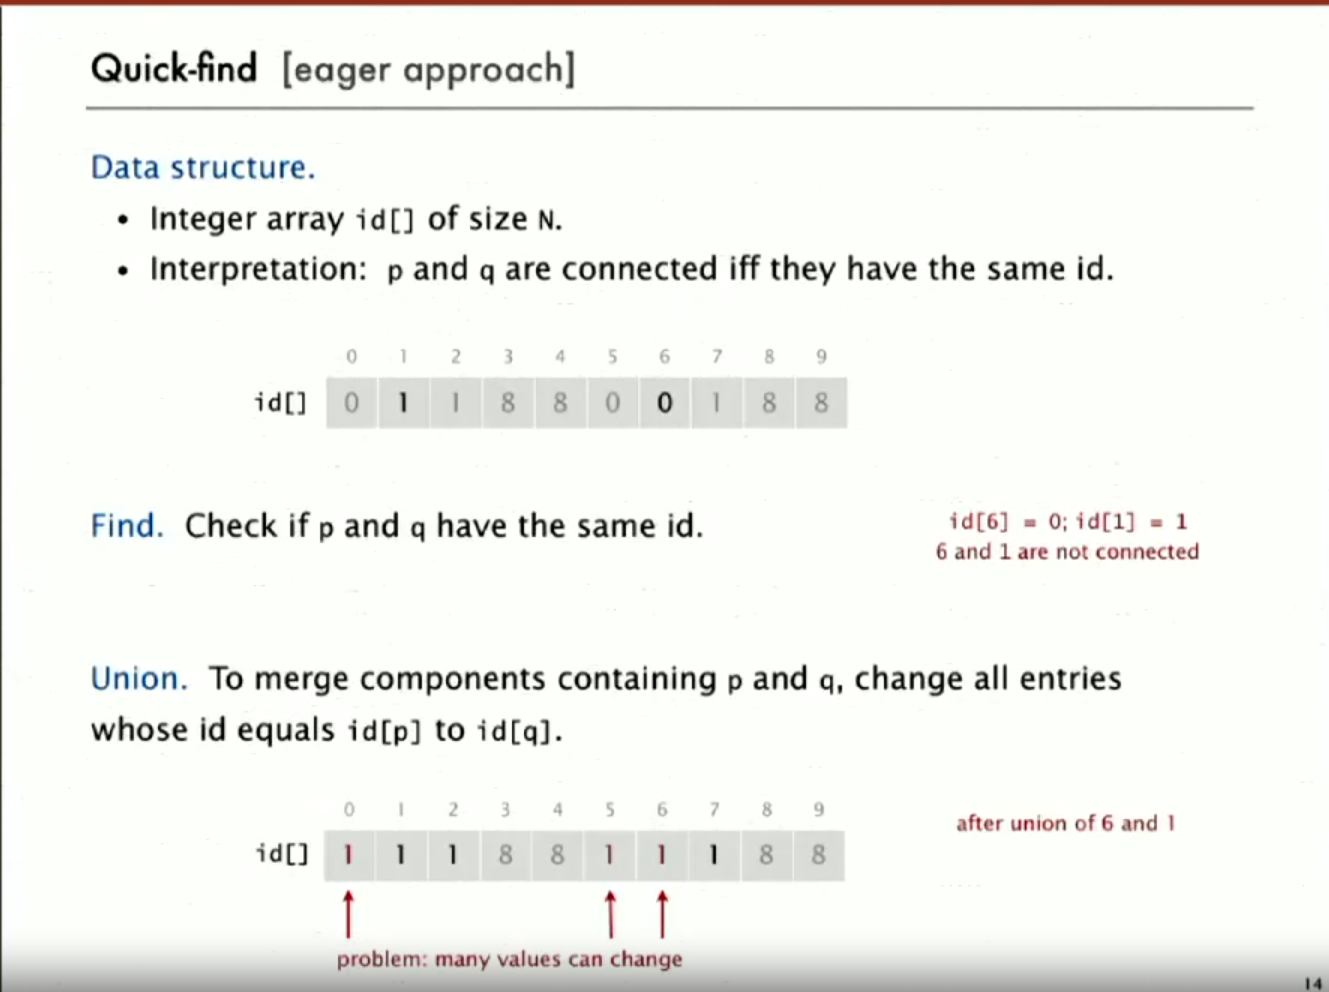 Quick-find [eager approach]
Data structure.
• Integer array id[] of size N.
• Interpretation: p and q are connected iff they have the same id.
0 1 2 3 4 5 6 7 8 9
id[] 0 1 1 8 8 0 0 1 8 8
Find. Check if p and q have the same id.
id[6] = 0; id[1] = 1
6 and 1 are not connected
Union. To merge components containing p and q, change all entries
whose id equals id[p] to id[q].
0 1 2 3 4 5 6 7 8 9
after union of 6 and 1
id[] 1 1 1 8 8 1 1 1 8 8
problem: many values can change
14